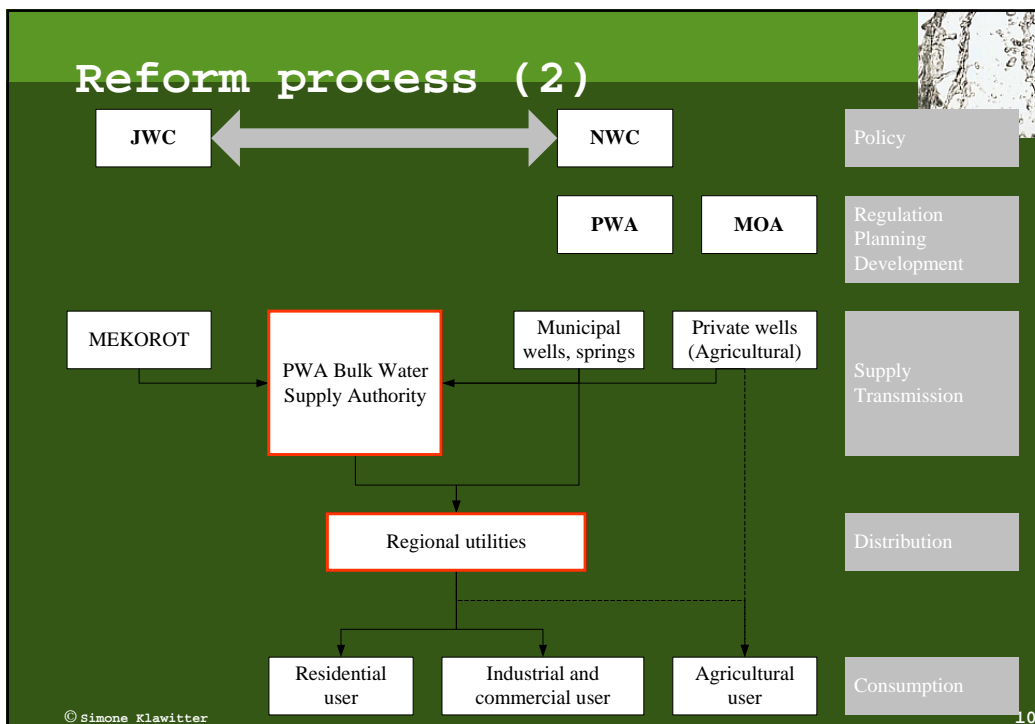 Reform process (2)
JWC
NWC
Policy
PWA
MOA
Regulation
Planning
Development
MEKOROT
PWA Bulk Water
Supply Authority
Municipal
wells, springs
Private wells
(Agricultural)
Supply
Transmission
Regional utilities
Distribution
Residential
user
Industrial and
commercial user
Agricultural
user
Consumption
© Simone Klawitter
10